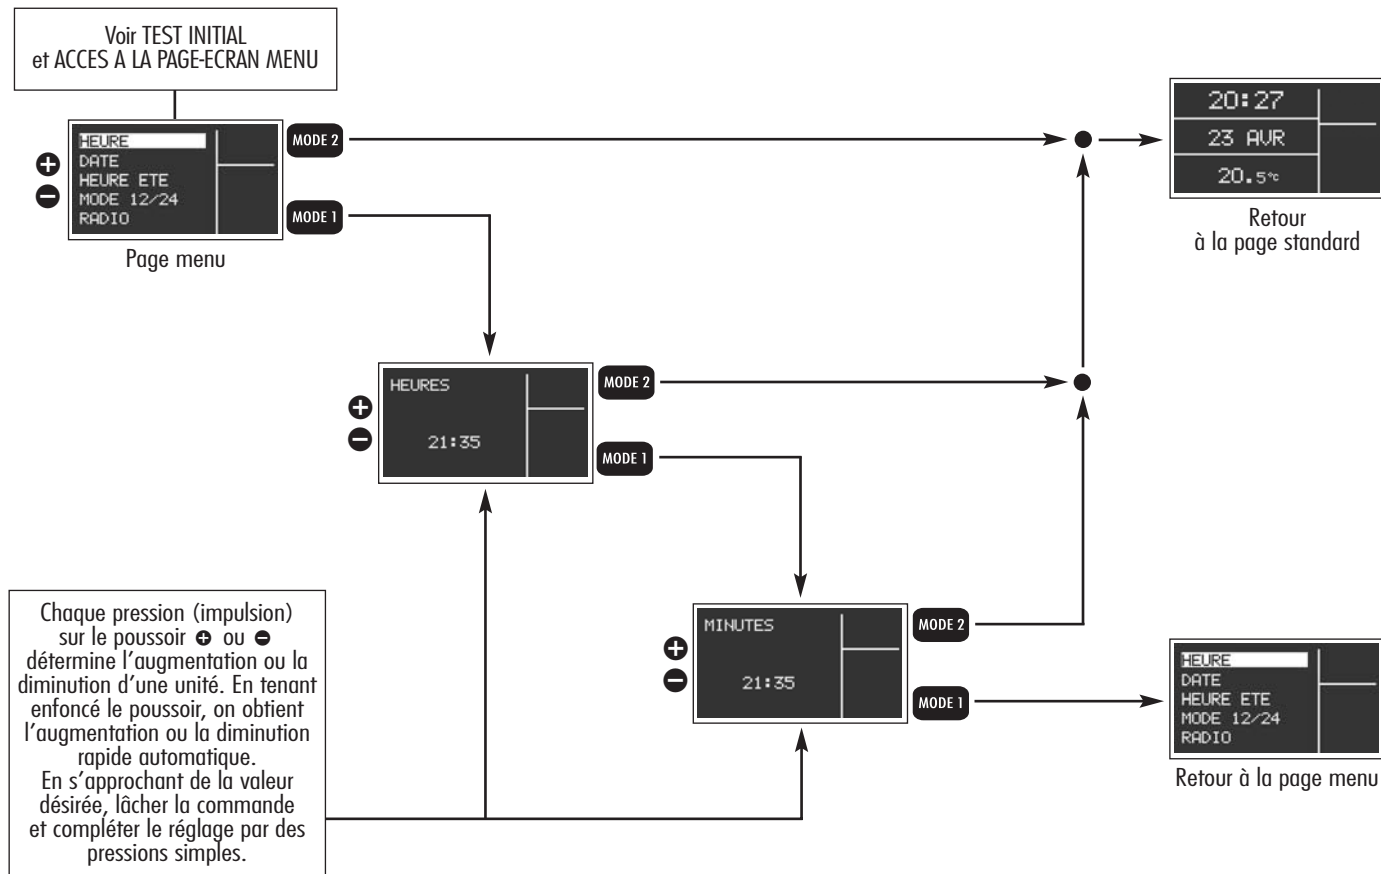 Voir TEST INITIAL
et ACCES A LA PAGE-ECRAN MENU
HEURE
DATE
HEURE ETE
MODE 12/24
RADIO
MODE 2
MODE 1
Page menu
20:27
23 AVR
20.5°C
Retour
à la page standard
HEURES
21:35
MODE 2
MODE 1
Chaque pression (impulsion)
sur le poussoir + ou −
détermine l’augmentation ou la
diminution d’une unité. En tenant
enfoncé le poussoir, on obtient
l’augmentation ou la diminution
rapide automatique.
En s’approchant de la valeur
désirée, lâcher la commande
et compléter le réglage par des
pressions simples.
MINUTES
21:35
MODE 2
MODE 1
HEURE
DATE
HEURE ETE
MODE 12/24
RADIO
Retour à la page menu